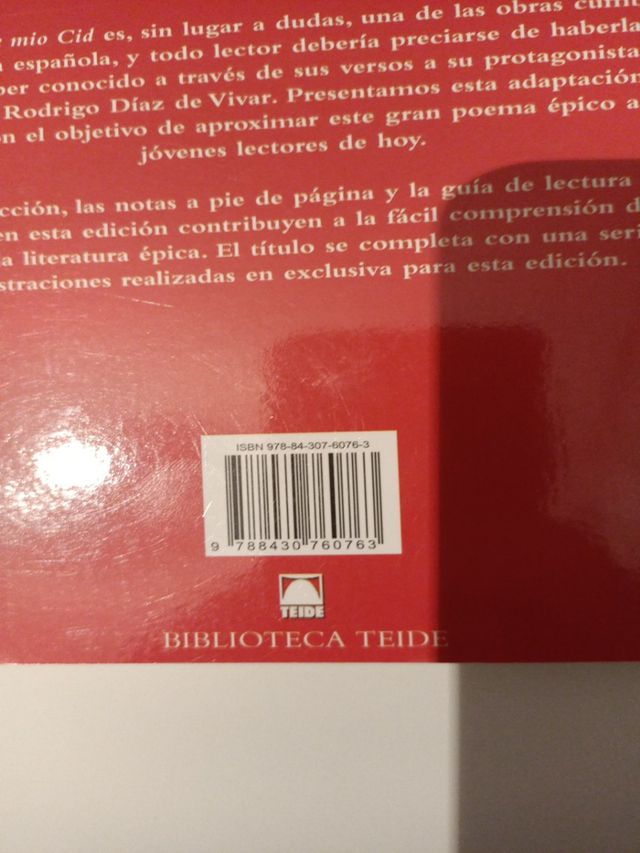 mio Cid es, sin lugar a dudas, una de las obras
española, y todo lector debería preciarse de haberla
conocido a través de sus versos a su protagonista
Rodrigo Díaz de Vivar. Presentamos esta adaptación
el objetivo de aproximar este gran poema épico a
jóvenes lectores de hoy.
las notas a pie de página y la guía de lectura
en esta edición contribuyen a la fácil comprensión
literatura épica. El título se completa con una
realizadas en exclusiva para esta edición.
ISBN 978-84-307-6076-3
9 788430 760763
TEIDE
BIBLIOTECA TEIDE